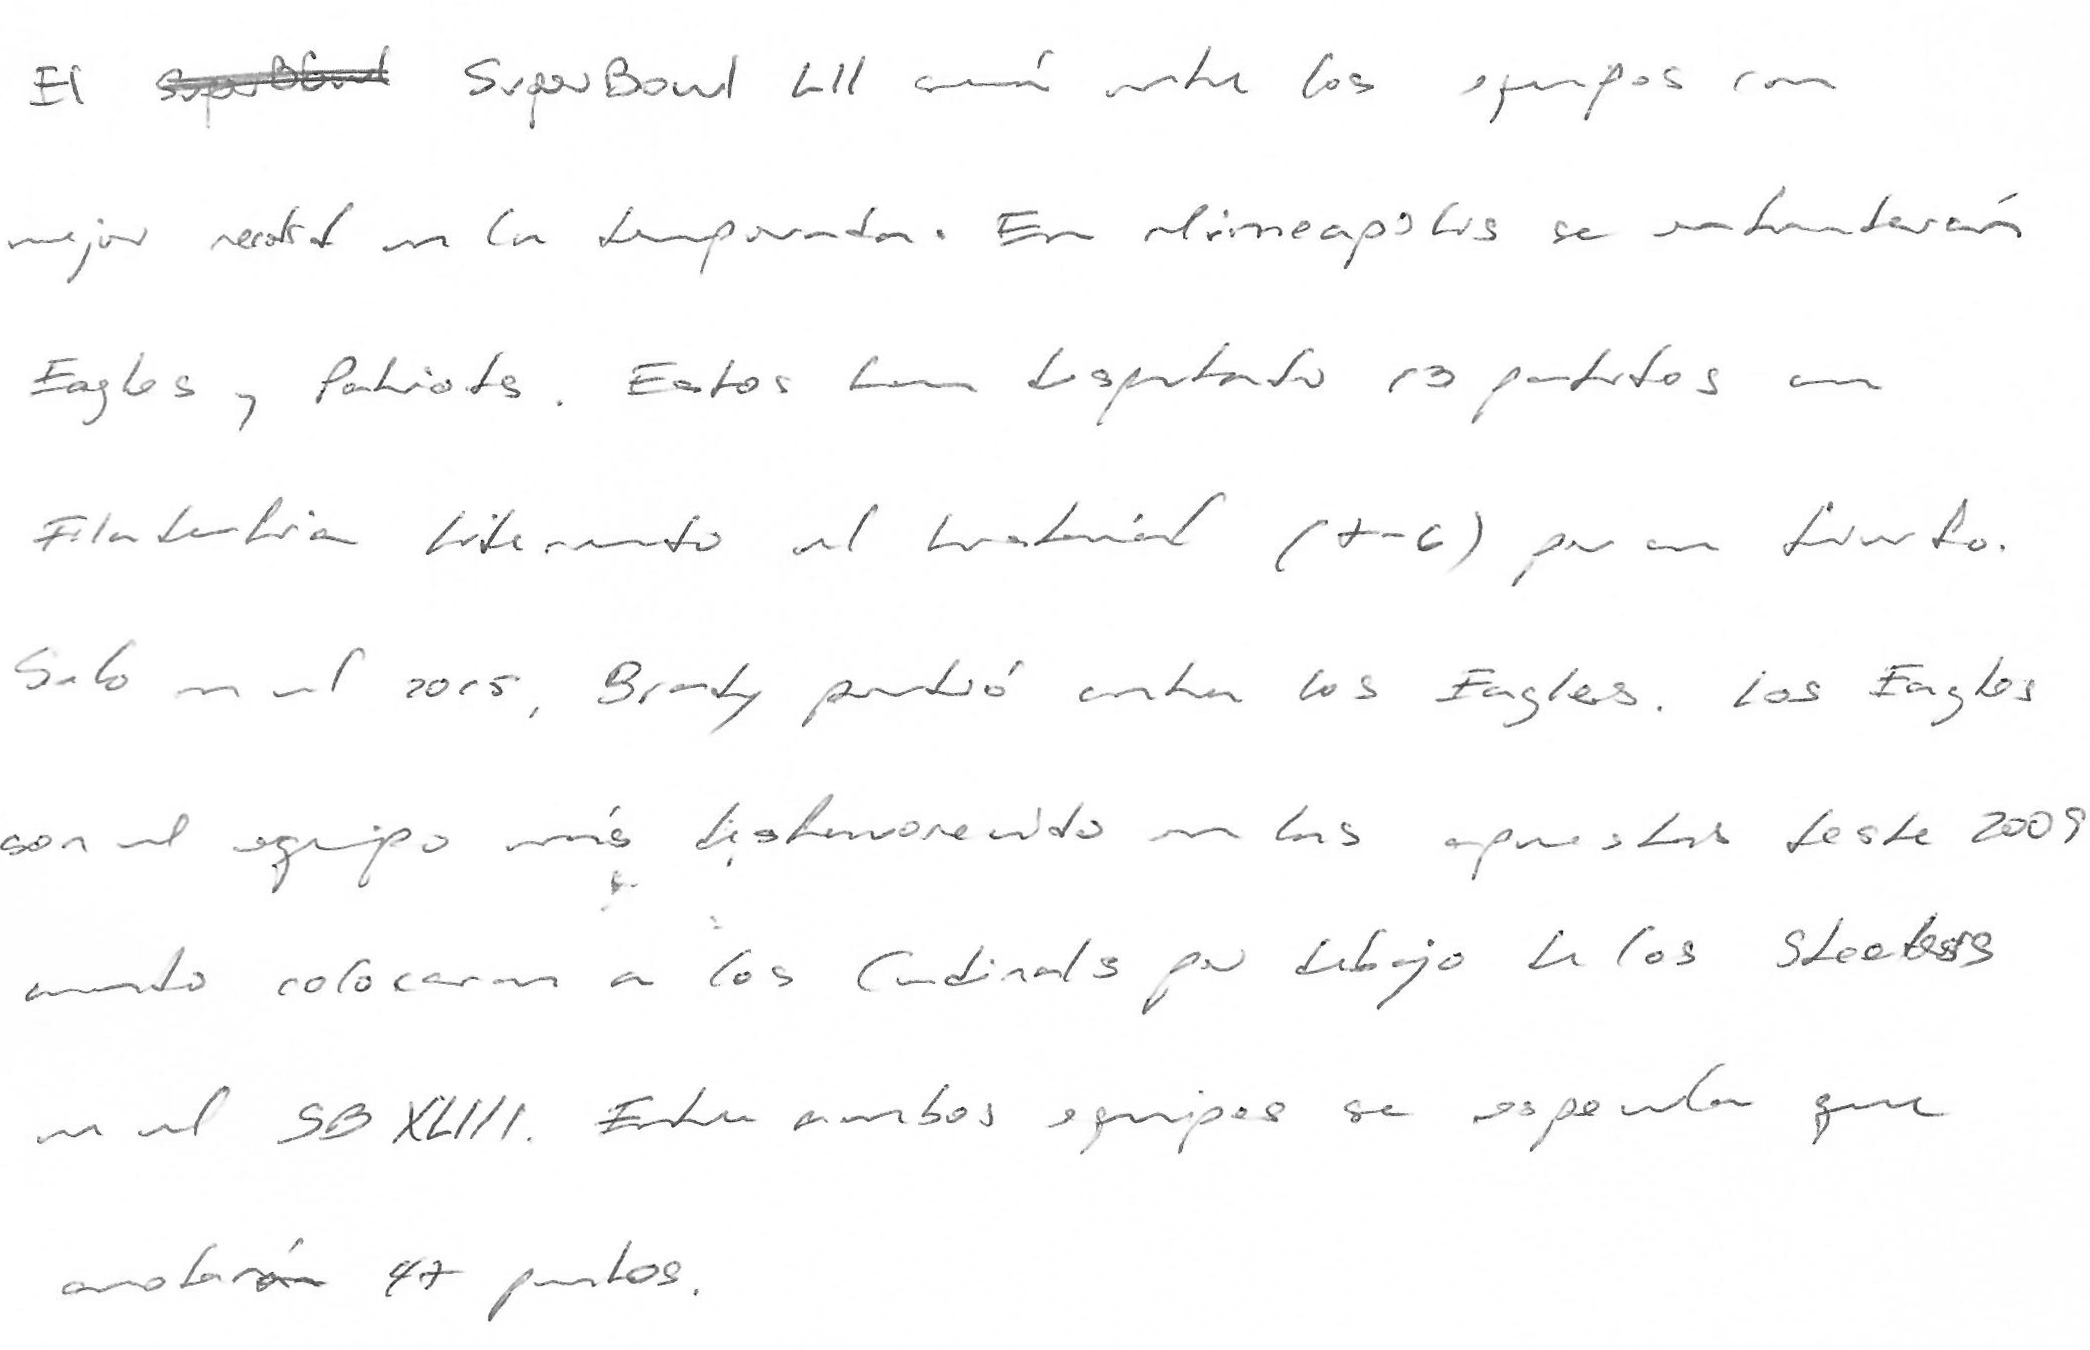 El SuperBowl SuperBowl LII será entre los equipos con
mejor record en la temporada. En Minneapólis se enfrentarán
Eagles y Patriots. Estos han disputado 13 partidos con
Filadelfia liderando el historial (7-6) por un triunfo.
Solo en el 2015, Brady perdió contra los Eagles. Los Eagles
son el equipo más desfavorecido en las apuestas desde 2009
cuando colocaron a los Cardinals por debajo de los Steelers
en el SB XLIII. Entre ambos equipos se especula que
anotarán 47 puntos.